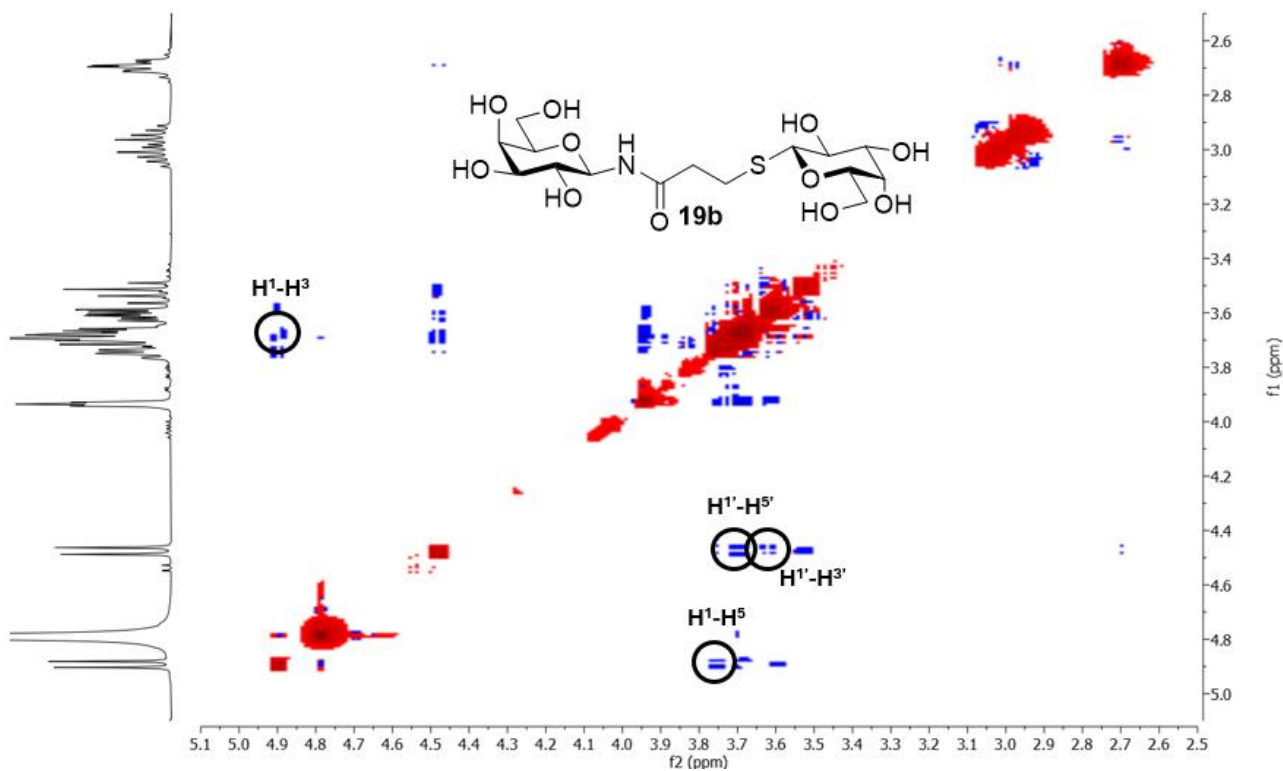 HO OH
HO
HO
OH
O
H
N
O
S
HO
O
OH
HO
OH
19b
H¹-H³
H¹'-H⁵'
H¹'-H³'
H¹-H⁵
2.6
2.8
3.0
3.2
3.4
3.6
3.8
4.0
4.2
4.4
4.6
4.8
5.0
f1 (ppm)
5.1 5.0 4.9 4.8 4.7 4.6 4.5 4.4 4.3 4.2 4.1 4.0 3.9 3.8 3.7 3.6 3.5 3.4 3.3 3.2 3.1 3.0 2.9 2.8 2.7 2.6 2.5
f2 (ppm)